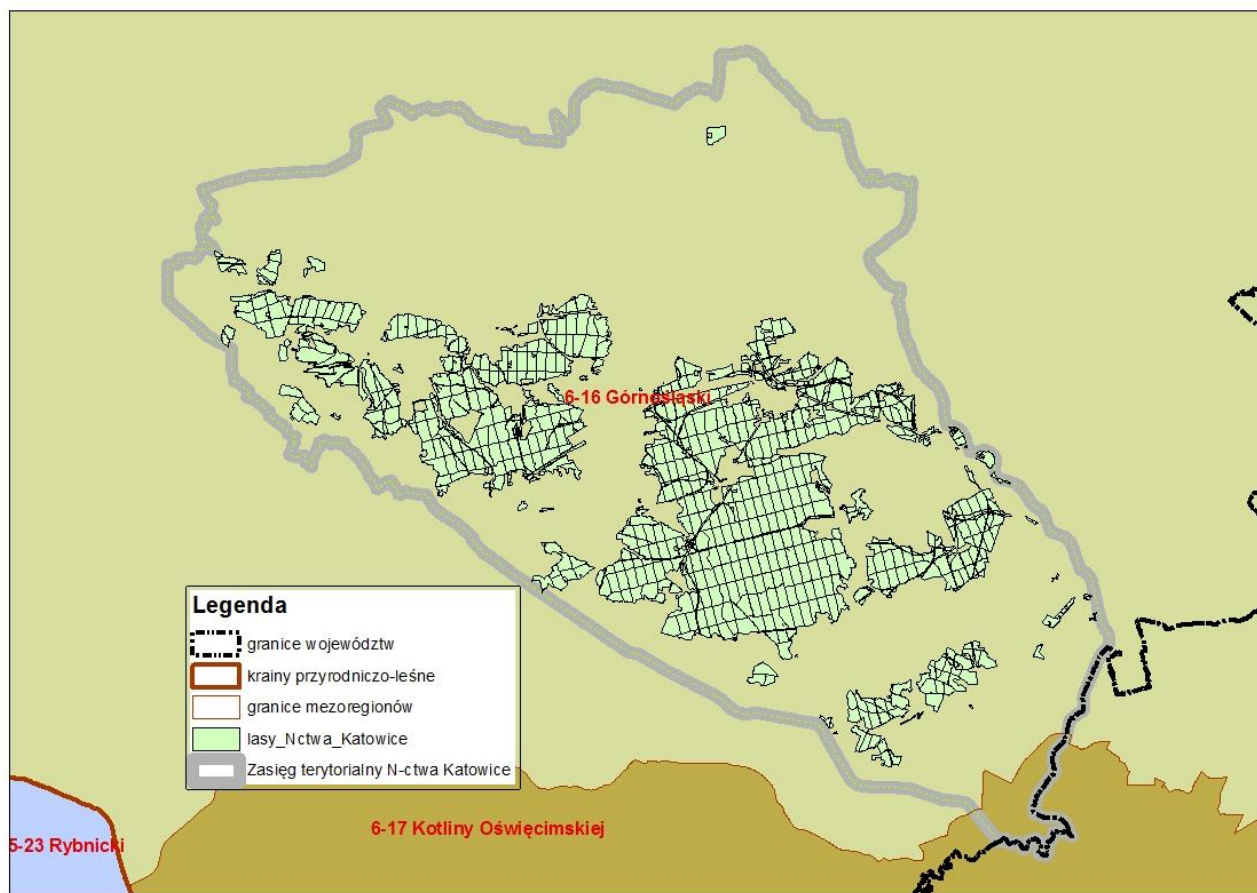 6-16 Górnośląski
Legenda
granice województw
krainy przyrodniczo-leśne
granice mezoregionów
lasy_Nctwa_Katowice
Zasięg terytorialny N-ctwa Katowice
6-17 Kotliny Oświęcimskiej
5-23 Rybnicki